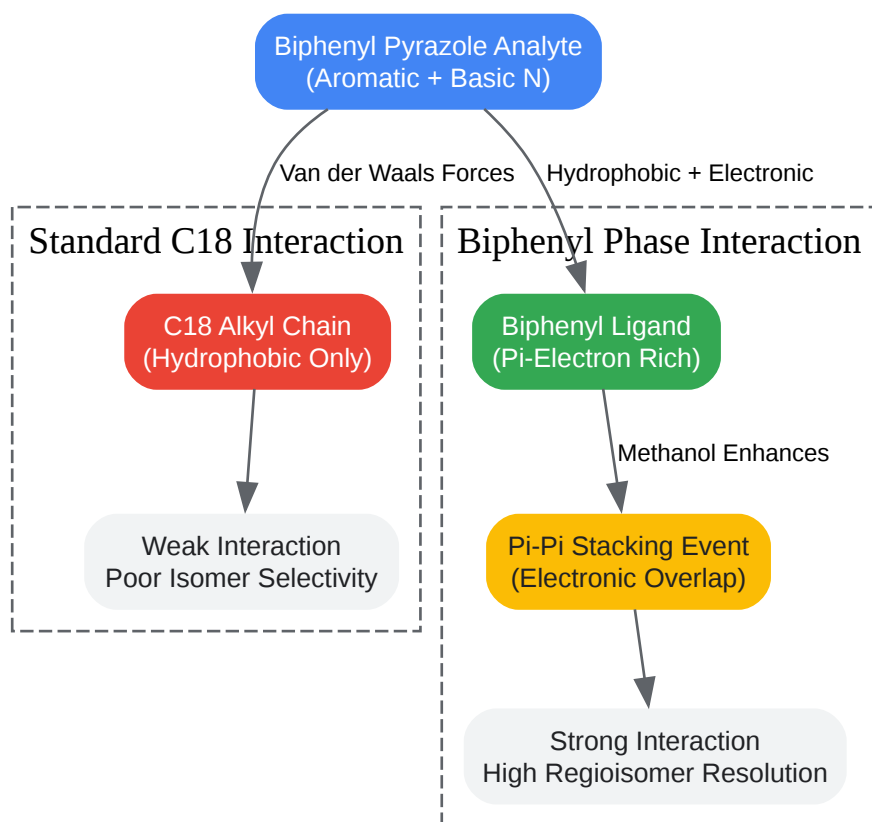 Biphenyl Pyrazole Analyte
(Aromatic + Basic N)
Van der Waals Forces
Hydrophobic + Electronic
Standard C18 Interaction
Biphenyl Phase Interaction
C18 Alkyl Chain
(Hydrophobic Only)
Biphenyl Ligand
(Pi-Electron Rich)
Methanol Enhances
Weak Interaction
Poor Isomer Selectivity
Pi-Pi Stacking Event
(Electronic Overlap)
Strong Interaction
High Regioisomer Resolution